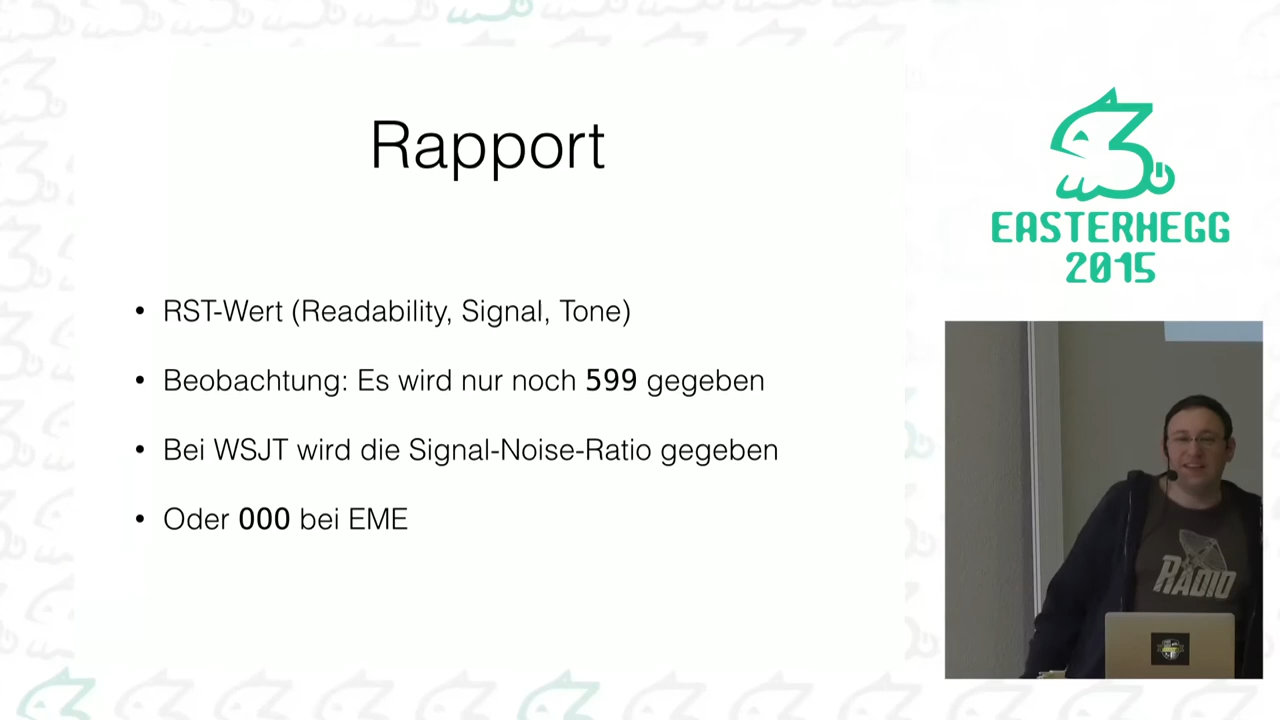 Rapport
• RST-Wert (Readability, Signal, Tone)
• Beobachtung: Es wird nur noch 599 gegeben
• Bei WSJT wird die Signal-Noise-Ratio gegeben
• Oder 000 bei EME
EASTERHEGG
2015
RADIO